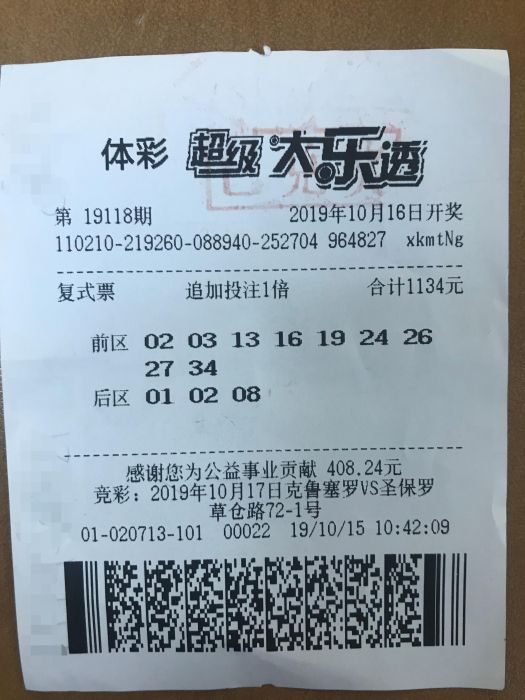 体彩 超级大乐透
第 19118期 2019年10月16日开奖
110210-219260-088940-252704 964827 xkmtNg
复式票 追加投注1倍 合计1134元
前区 02 03 13 16 19 24 26
27 34
后区 01 02 08
感谢您为公益事业贡献 408.24元
竞彩：2019年10月17日克鲁塞罗VS圣保罗
草仓路72-1号
01-020713-101 00022 19/10/15 10:42:09